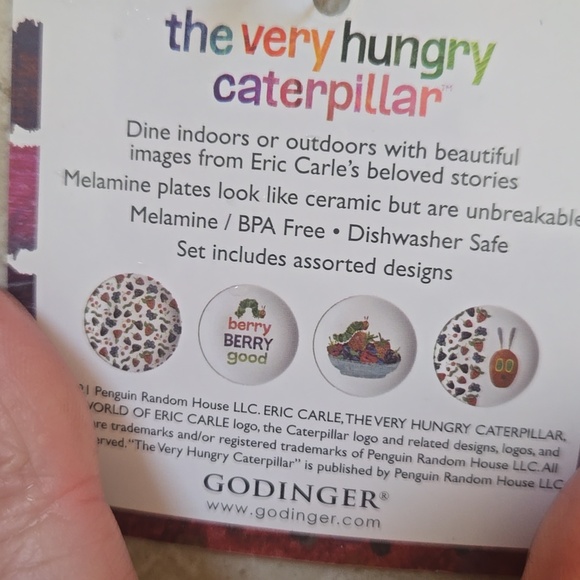 the very hungry
caterpillar™
Dine indoors or outdoors with beautiful
images from Eric Carle's beloved stories
Melamine plates look like ceramic but are unbreakable
Melamine / BPA Free • Dishwasher Safe
Set includes assorted designs
berry
BERRY
good
Penguin Random House LLC. ERIC CARLE, THE VERY HUNGRY CATERPILLAR,
WORLD OF ERIC CARLE logo, the Caterpillar logo and related designs, logos, and
are trademarks and/or registered trademarks of Penguin Random House LLC. All
"The Very Hungry Caterpillar" is published by Penguin Random House LLC
GODINGER®
www.godinger.com